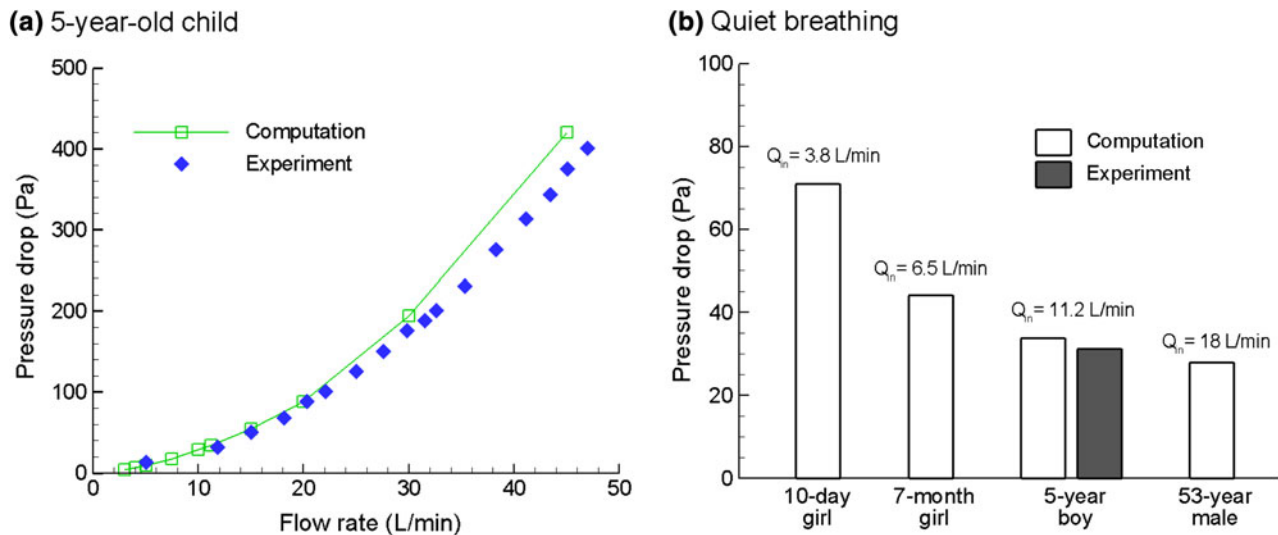 (a) 5-year-old child
500
400
300
200
100
0
Pressure drop (Pa)
Computation
Experiment
0 10 20 30 40 50
Flow rate (L/min)
(b) Quiet breathing
100
80
60
40
20
0
Pressure drop (Pa)
Computation
Experiment
Qin= 3.8 L/min
Qin= 6.5 L/min
Qin= 11.2 L/min
Qin= 18 L/min
10-day girl
7-month girl
5-year boy
53-year male